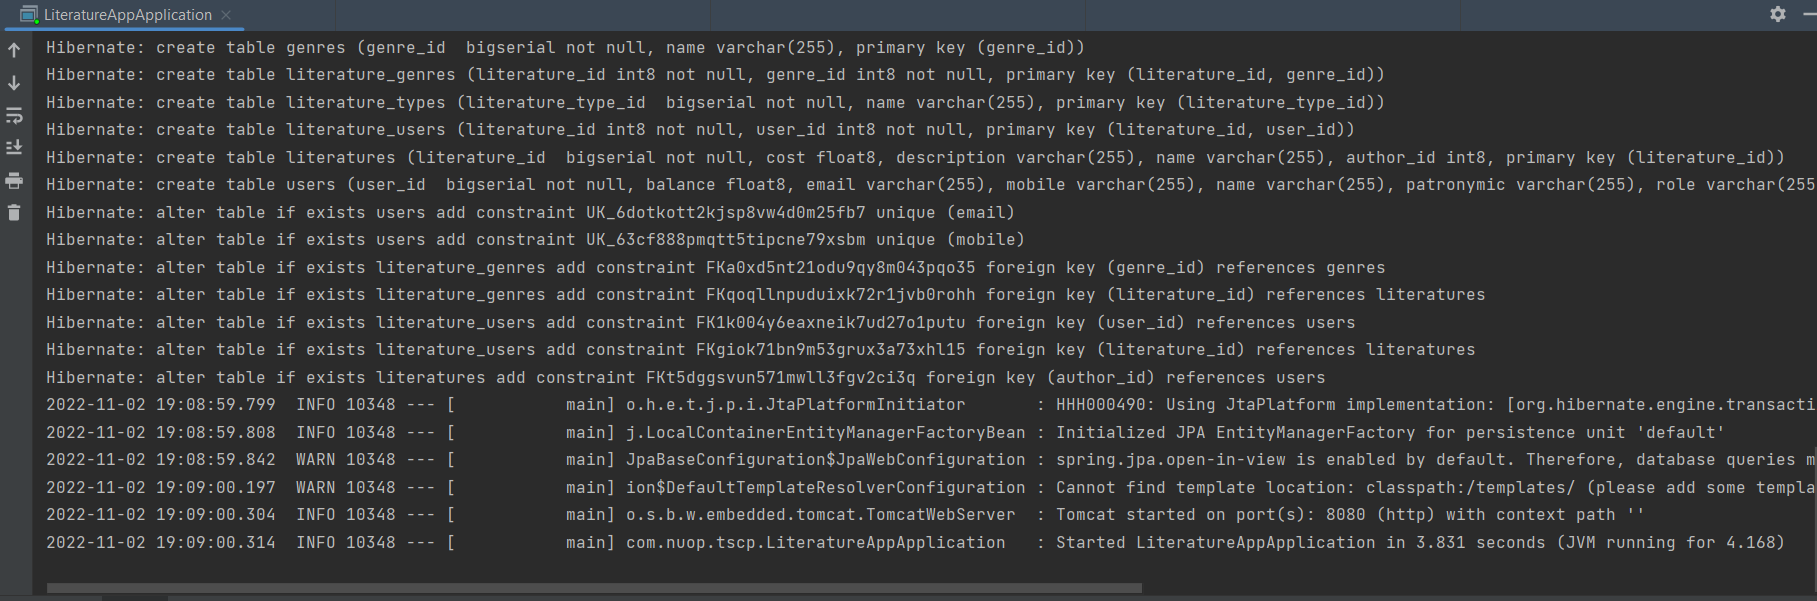 LiteratureAppApplication
Hibernate: create table genres (genre_id  bigserial not null, name varchar(255), primary key (genre_id))
Hibernate: create table literature_genres (literature_id int8 not null, genre_id int8 not null, primary key (literature_id, genre_id))
Hibernate: create table literature_types (literature_type_id  bigserial not null, name varchar(255), primary key (literature_type_id))
Hibernate: create table literature_users (literature_id int8 not null, user_id int8 not null, primary key (literature_id, user_id))
Hibernate: create table literatures (literature_id  bigserial not null, cost float8, description varchar(255), name varchar(255), author_id int8, primary key (literature_id))
Hibernate: create table users (user_id  bigserial not null, balance float8, email varchar(255), mobile varchar(255), name varchar(255), patronymic varchar(255), role varchar(255
Hibernate: alter table if exists users add constraint UK_6dotkott2kjsp8vw4d0m25fb7 unique (email)
Hibernate: alter table if exists users add constraint UK_63cf888pmqtt5tipcne79xsbm unique (mobile)
Hibernate: alter table if exists literature_genres add constraint FKa0xd5nt21odu9qy8m043pqo35 foreign key (genre_id) references genres
Hibernate: alter table if exists literature_genres add constraint FKqoqllnpuduixk72r1jvb0rohh foreign key (literature_id) references literatures
Hibernate: alter table if exists literature_users add constraint FK1k004y6eaxneik7ud27o1putu foreign key (user_id) references users
Hibernate: alter table if exists literature_users add constraint FKgiok71bn9m53grux3a73xhl15 foreign key (literature_id) references literatures
Hibernate: alter table if exists literatures add constraint FKt5dggsvun571mwll3fgv2ci3q foreign key (author_id) references users
2022-11-02 19:08:59.799  INFO 10348 --- [           main] o.h.e.t.j.p.i.JtaPlatformInitiator       : HHH000490: Using JtaPlatform implementation: [org.hibernate.engine.transacti
2022-11-02 19:08:59.808  INFO 10348 --- [           main] j.LocalContainerEntityManagerFactoryBean : Initialized JPA EntityManagerFactory for persistence unit 'default'
2022-11-02 19:08:59.842  WARN 10348 --- [           main] JpaBaseConfiguration$JpaWebConfiguration : spring.jpa.open-in-view is enabled by default. Therefore, database queries m
2022-11-02 19:09:00.197  WARN 10348 --- [           main] ion$DefaultTemplateResolverConfiguration : Cannot find template location: classpath:/templates/ (please add some templa
2022-11-02 19:09:00.304  INFO 10348 --- [           main] o.s.b.w.embedded.tomcat.TomcatWebServer  : Tomcat started on port(s): 8080 (http) with context path ''
2022-11-02 19:09:00.314  INFO 10348 --- [           main] com.nuop.tscp.LiteratureAppApplication   : Started LiteratureAppApplication in 3.831 seconds (JVM running for 4.168)